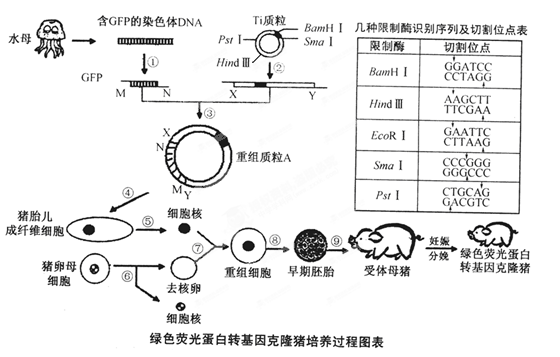 含GFP的染色体DNA
Ti质粒
水母
BamH Ⅰ
Pst Ⅰ
Sma Ⅰ
Hind Ⅲ
①
②
GFP
M
N
X
Y
③
X
N
M
Y
重组质粒A
几种限制酶识别序列及切割位点表
限制酶
切割位点
BamH Ⅰ
GGATCC
CCTAGG
Hind Ⅲ
AAGCTT
TTCGAA
EcoR Ⅰ
GAATTC
CTTAAG
Sma Ⅰ
CCCGGG
GGGCCC
Pst Ⅰ
CTGCAG
GACGTC
④
猪胎儿
成纤维细胞
⑤
细胞核
猪卵母
细胞
⑥
去核卵
细胞核
⑦
重组细胞
⑧
早期胚胎
⑨
受体母猪
妊娠
分娩
绿色荧光蛋白
转基因克隆猪
绿色荧光蛋白转基因克隆猪培养过程图表